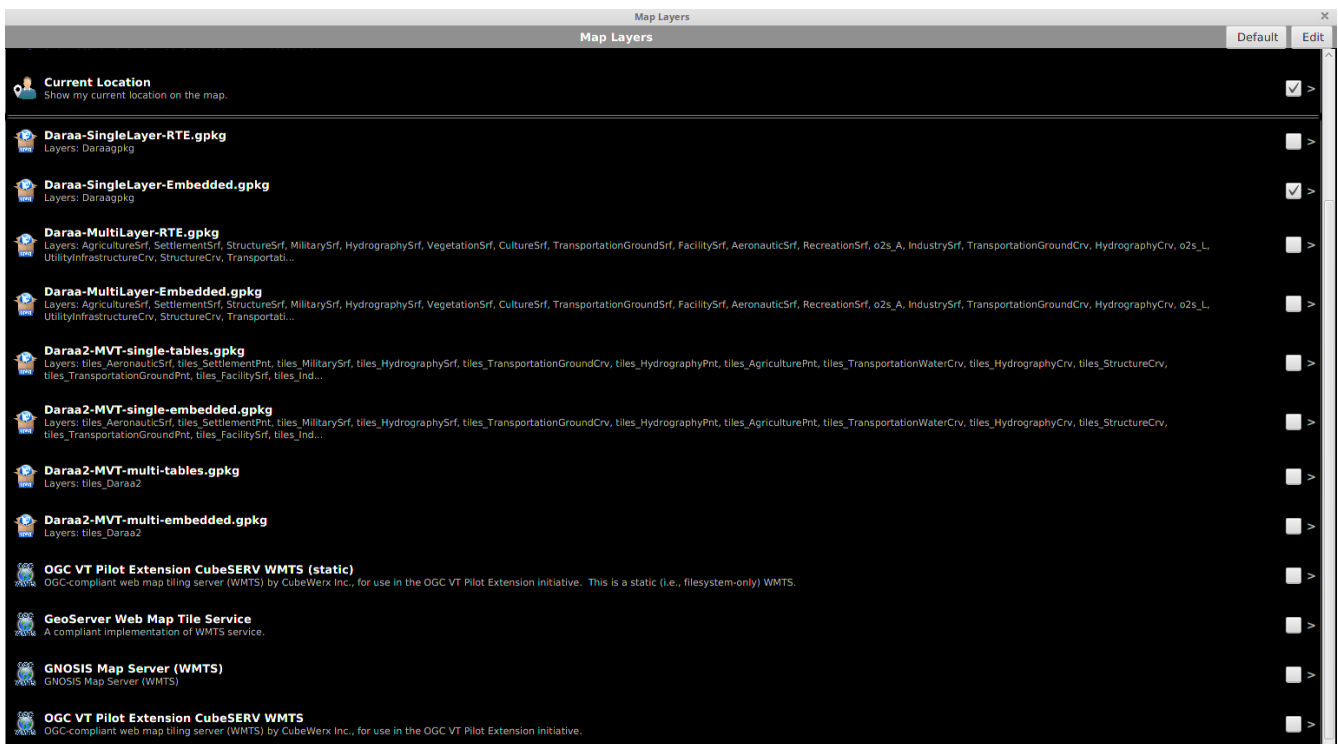 Map Layers
Map Layers
Default
Edit
Current Location
Show my current location on the map.
Daraa-SingleLayer-RTE.gpkg
Layers: Daraagpkg
Daraa-SingleLayer-Embedded.gpkg
Layers: Daraagpkg
Daraa-MultiLayer-RTE.gpkg
Layers: AgricultureSrf, SettlementSrf, StructureSrf, MilitarySrf, HydrographySrf, VegetationSrf, CultureSrf, TransportationGroundSrf, FacilitySrf, AeronauticSrf, RecreationSrf, o2s_A, IndustrySrf, TransportationGroundCrv, HydrographyCrv, o2s_L,
UtilityInfrastructureCrv, StructureCrv, Transportati...
Daraa-MultiLayer-Embedded.gpkg
Layers: AgricultureSrf, SettlementSrf, StructureSrf, MilitarySrf, HydrographySrf, VegetationSrf, CultureSrf, TransportationGroundSrf, FacilitySrf, AeronauticSrf, RecreationSrf, o2s_A, IndustrySrf, TransportationGroundCrv, HydrographyCrv, o2s_L,
UtilityInfrastructureCrv, StructureCrv, Transportati...
Daraa2-MVT-single-tables.gpkg
Layers: tiles_AeronauticSrf, tiles_SettlementPnt, tiles_MilitarySrf, tiles_HydrographySrf, tiles_TransportationGroundCrv, tiles_HydrographyPnt, tiles_AgriculturePnt, tiles_TransportationWaterCrv, tiles_HydrographyCrv, tiles_StructureCrv,
tiles_TransportationGroundPnt, tiles_FacilitySrf, tiles_Ind...
Daraa2-MVT-single-embedded.gpkg
Layers: tiles_AeronauticSrf, tiles_SettlementPnt, tiles_MilitarySrf, tiles_HydrographySrf, tiles_TransportationGroundCrv, tiles_HydrographyPnt, tiles_AgriculturePnt, tiles_TransportationWaterCrv, tiles_HydrographyCrv, tiles_StructureCrv,
tiles_TransportationGroundPnt, tiles_FacilitySrf, tiles_Ind...
Daraa2-MVT-multi-tables.gpkg
Layers: tiles_Daraa2
Daraa2-MVT-multi-embedded.gpkg
Layers: tiles_Daraa2
OGC VT Pilot Extension CubeSERV WMTS (static)
OGC-compliant web map tiling server (WMTS) by CubeWerx Inc., for use in the OGC VT Pilot Extension initiative. This is a static (i.e., filesystem-only) WMTS.
GeoServer Web Map Tile Service
A compliant implementation of WMTS service.
GNOSIS Map Server (WMTS)
GNOSIS Map Server (WMTS)
OGC VT Pilot Extension CubeSERV WMTS
OGC-compliant web map tiling server (WMTS) by CubeWerx Inc., for use in the OGC VT Pilot Extension initiative.